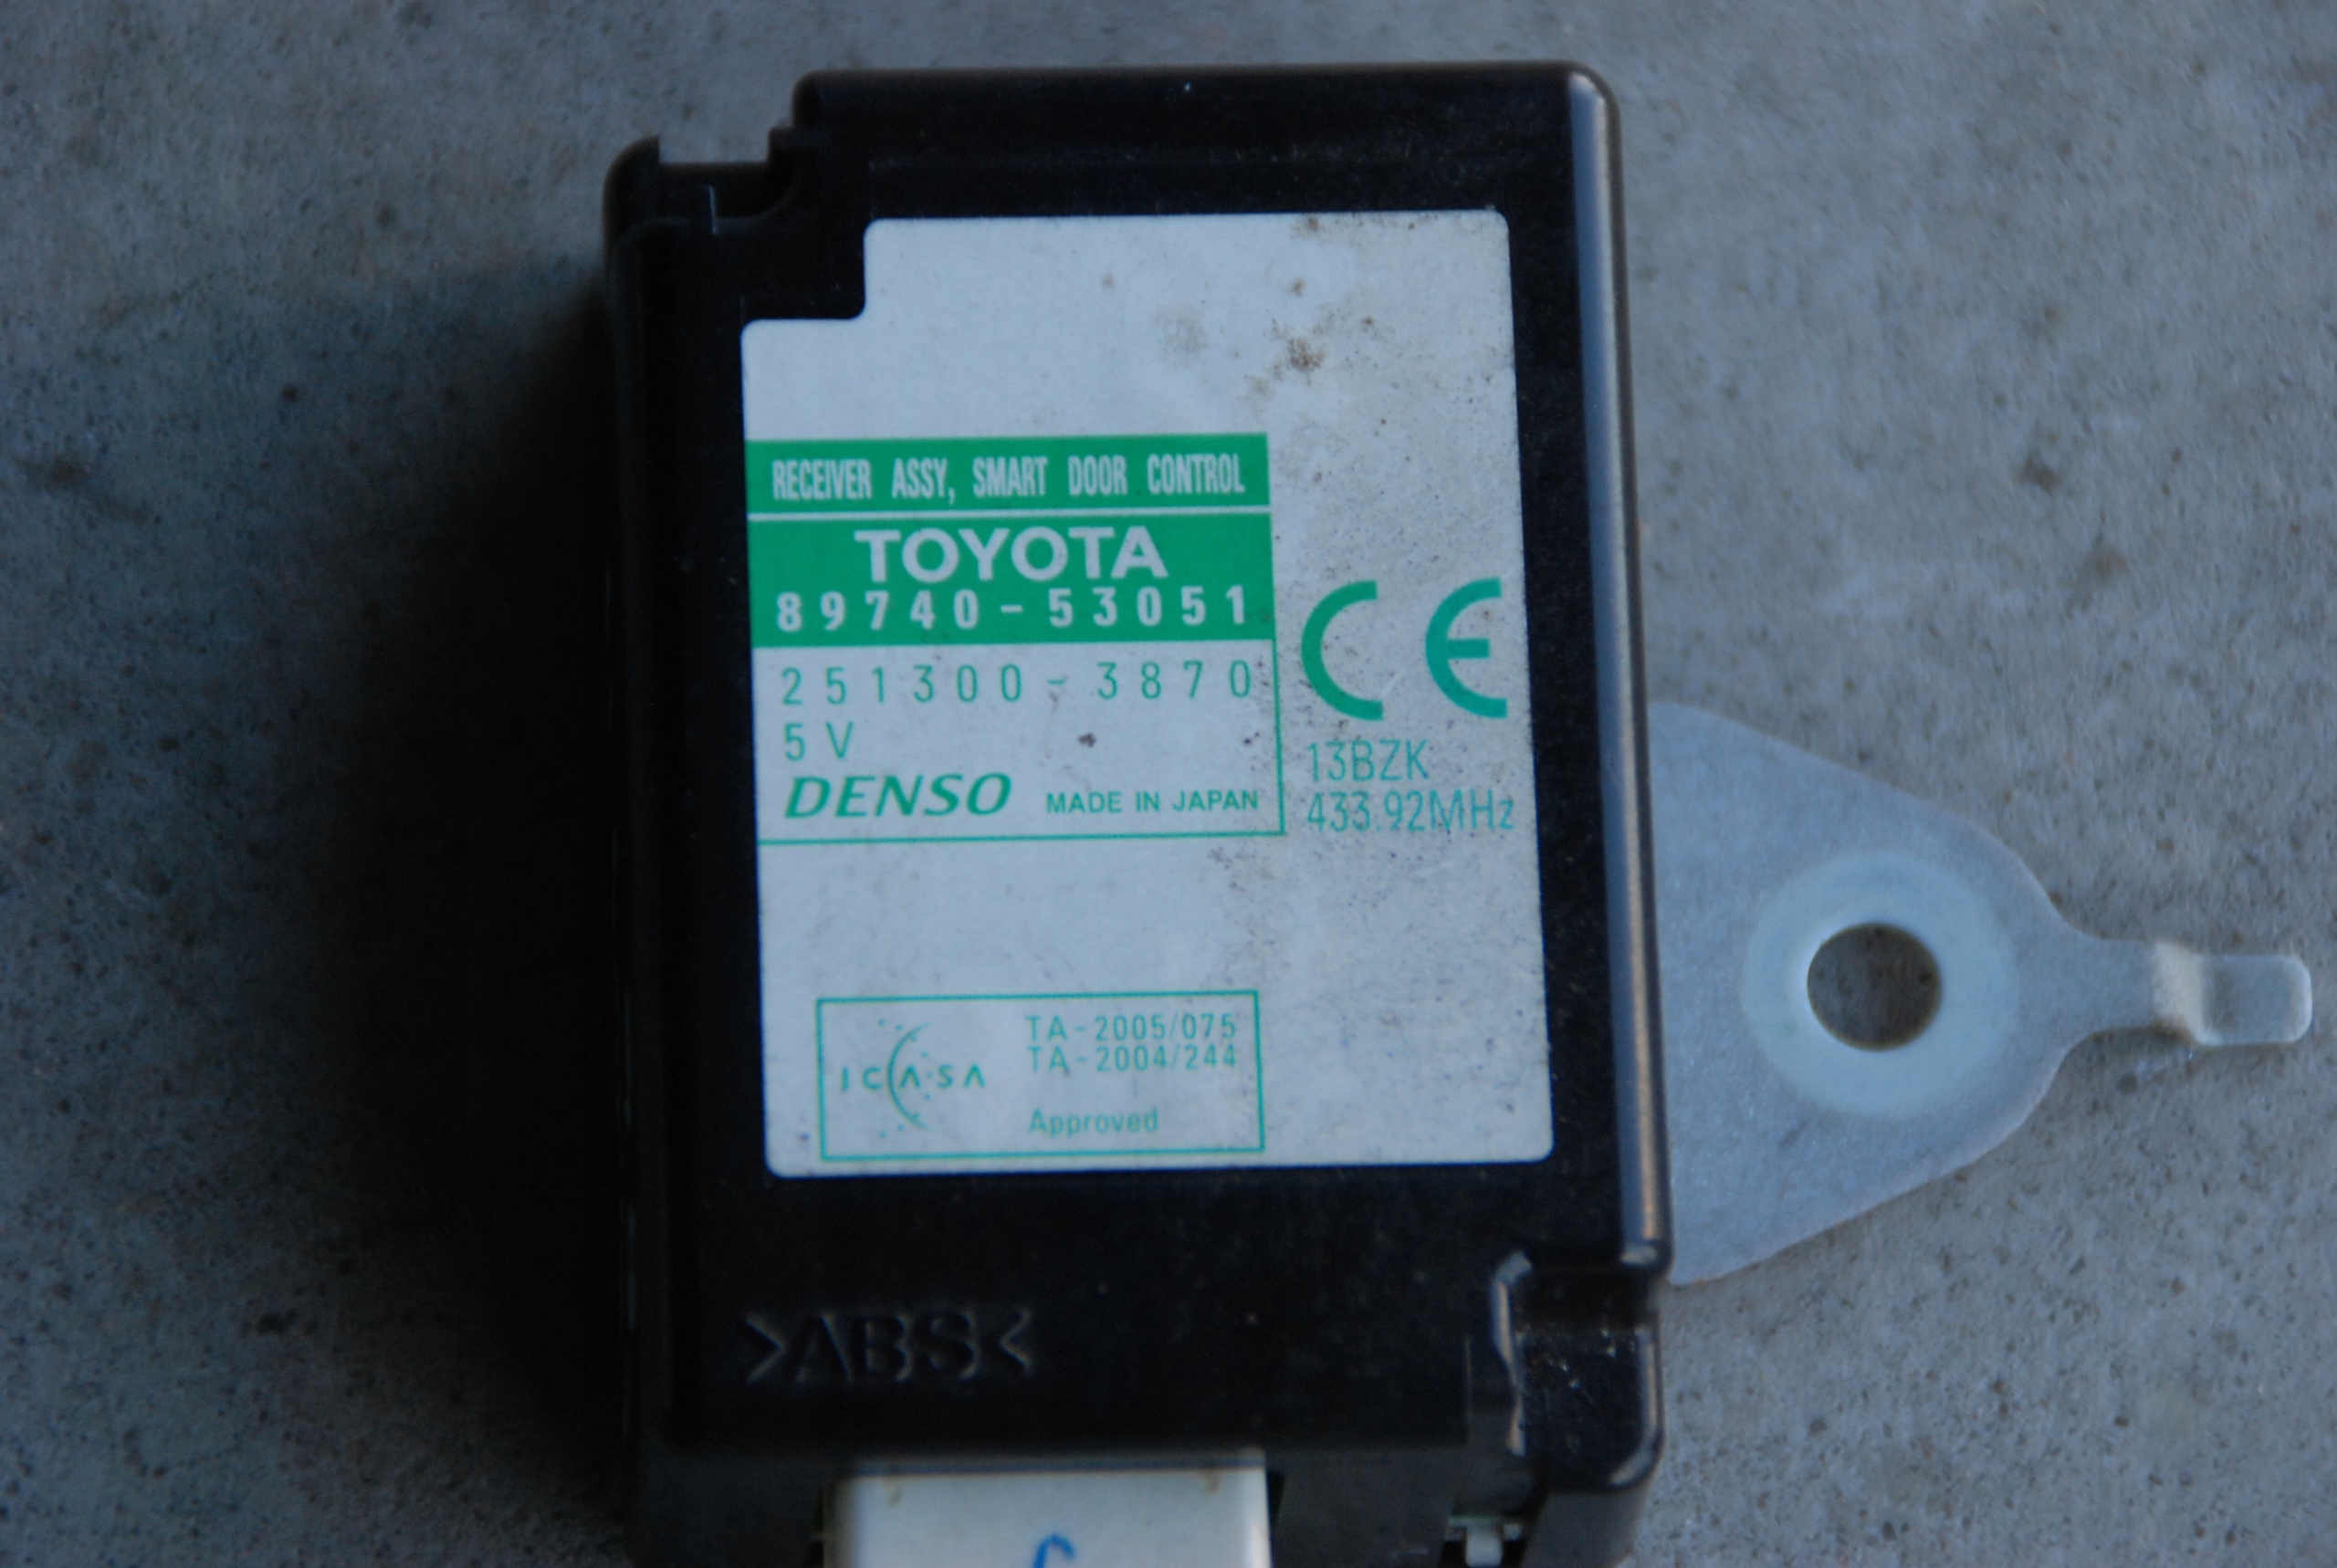 RECEIVER ASSY, SMART DOOR CONTROL
TOYOTA
89740-53051
251300-3870
5V
DENSO MADE IN JAPAN
CE
13BZK
433.92MHz
ICASA
TA-2005/075
TA-2004/244
Approved
>ABS<